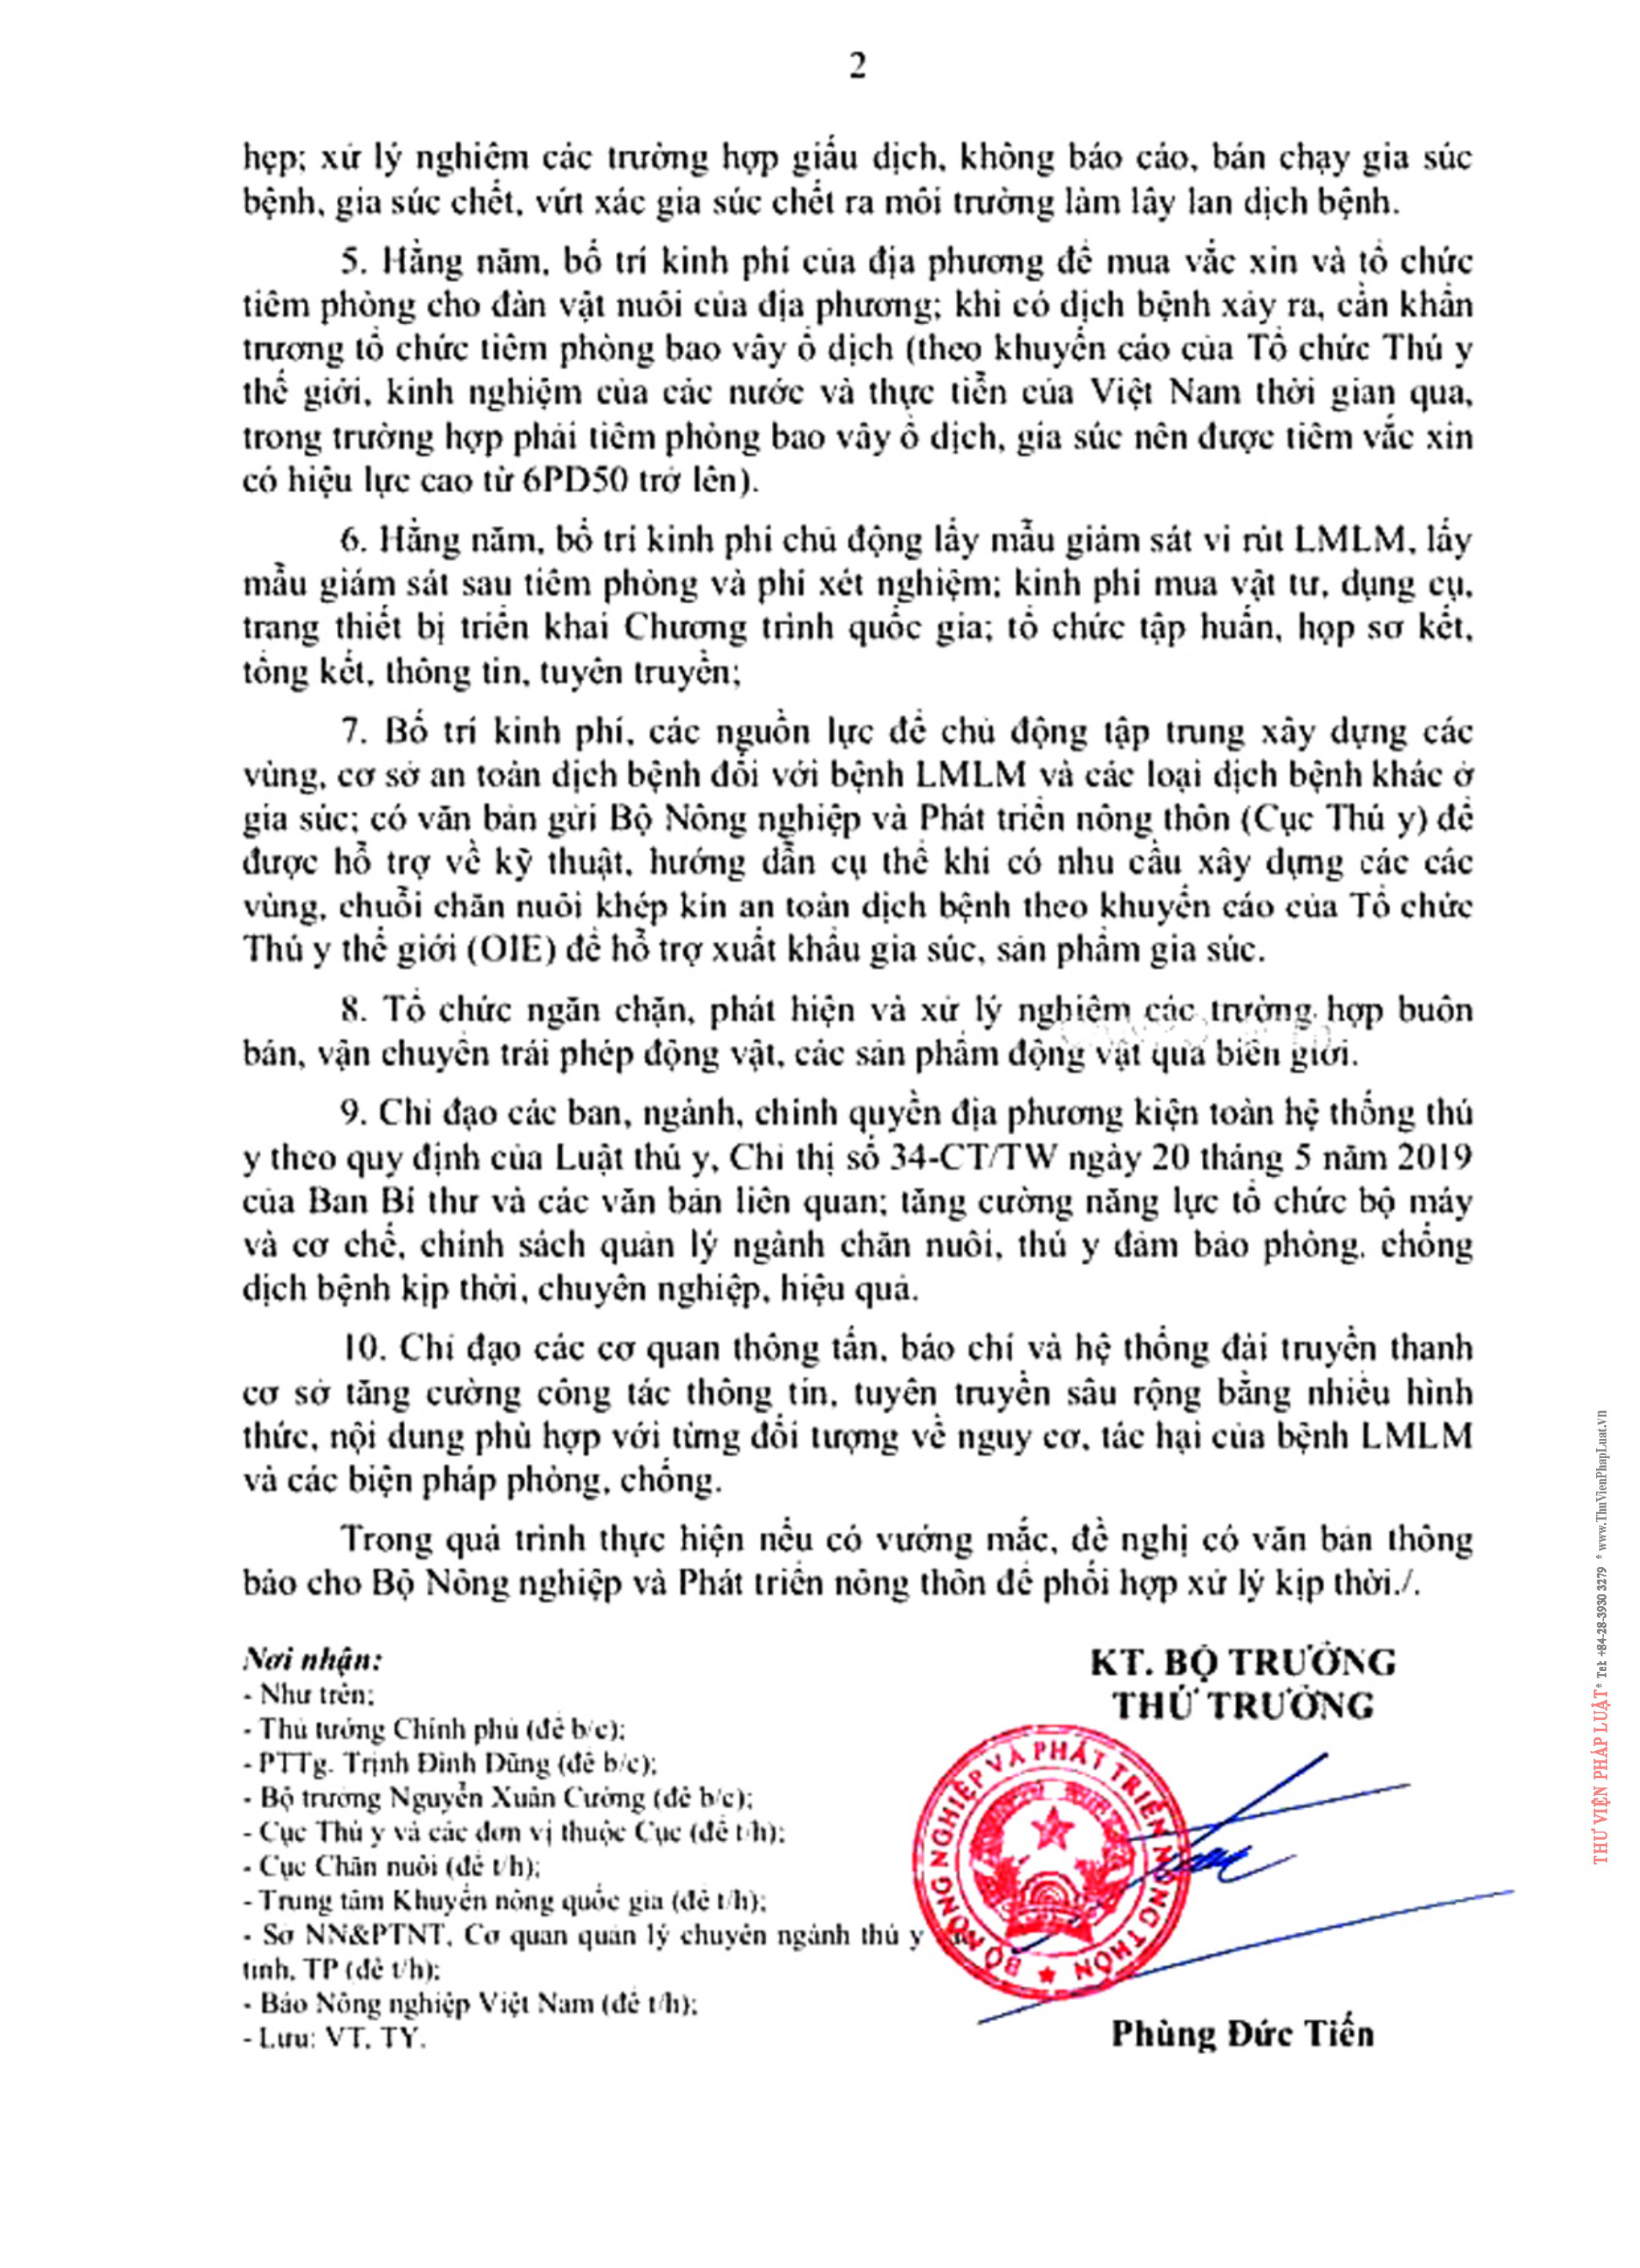 2
hẹp; xử lý nghiêm các trường hợp giấu dịch, không báo cáo, bán chạy gia súc
bệnh, gia súc chết, vứt xác gia súc chết ra môi trường làm lây lan dịch bệnh.
5. Hằng năm, bố trí kinh phí của địa phương để mua vắc xin và tổ chức
tiêm phòng cho đàn vật nuôi của địa phương; khi có dịch bệnh xảy ra, cần khẩn
trương tổ chức tiêm phòng bao vây ổ dịch (theo khuyến cáo của Tổ chức Thú y
thế giới, kinh nghiệm của các nước và thực tiễn của Việt Nam thời gian qua,
trong trường hợp phải tiêm phòng bao vây ổ dịch, gia súc nên được tiêm vắc xin
có hiệu lực cao từ 6PD50 trở lên).
6. Hằng năm, bố trí kinh phí chủ động lấy mẫu giám sát vi rút LMLM, lấy
mẫu giám sát sau tiêm phòng và phí xét nghiệm; kinh phí mua vật tư, dụng cụ,
trang thiết bị triển khai Chương trình quốc gia; tổ chức tập huấn, họp sơ kết,
tổng kết, thông tin, tuyên truyền;
7. Bố trí kinh phí, các nguồn lực để chủ động tập trung xây dựng các
vùng, cơ sở an toàn dịch bệnh đối với bệnh LMLM và các loại dịch bệnh khác ở
gia súc; có văn bản gửi Bộ Nông nghiệp và Phát triển nông thôn (Cục Thú y) để
được hỗ trợ về kỹ thuật, hướng dẫn cụ thể khi có nhu cầu xây dựng các các
vùng, chuỗi chăn nuôi khép kín an toàn dịch bệnh theo khuyến cáo của Tổ chức
Thú y thế giới (OIE) để hỗ trợ xuất khẩu gia súc, sản phẩm gia súc.
8. Tổ chức ngăn chặn, phát hiện và xử lý nghiêm các trường hợp buôn
bán, vận chuyển trái phép động vật, các sản phẩm động vật qua biên giới.
9. Chỉ đạo các ban, ngành, chính quyền địa phương kiện toàn hệ thống thú
y theo quy định của Luật thú y, Chỉ thị số 34-CT/TW ngày 20 tháng 5 năm 2019
của Ban Bí thư và các văn bản liên quan; tăng cường năng lực tổ chức bộ máy
và cơ chế, chính sách quản lý ngành chăn nuôi, thú y đảm bảo phòng, chống
dịch bệnh kịp thời, chuyên nghiệp, hiệu quả.
10. Chỉ đạo các cơ quan thông tấn, báo chí và hệ thống đài truyền thanh
cơ sở tăng cường công tác thông tin, tuyên truyền sâu rộng bằng nhiều hình
thức, nội dung phù hợp với từng đối tượng về nguy cơ, tác hại của bệnh LMLM
và các biện pháp phòng, chống.
Trong quá trình thực hiện nếu có vướng mắc, đề nghị có văn bản thông
báo cho Bộ Nông nghiệp và Phát triển nông thôn để phối hợp xử lý kịp thời./.
Nơi nhận:
- Như trên;
- Thủ tướng Chính phủ (để b/c);
- PTTg. Trịnh Đình Dũng (để b/c);
- Bộ trưởng Nguyễn Xuân Cường (để b/c);
- Cục Thú y và các đơn vị thuộc Cục (để t/h);
- Cục Chăn nuôi (để t/h);
- Trung tâm Khuyến nông quốc gia (để t/h);
- Sở NN&PTNT, Cơ quan quản lý chuyên ngành thú y
tỉnh, TP (để t/h);
- Báo Nông nghiệp Việt Nam (để t/h);
- Lưu: VT, TY.
KT. BỘ TRƯỞNG
THỨ TRƯỞNG
BỘ NÔNG NGHIỆP VÀ PHÁT TRIỂN NÔNG THÔN
Phùng Đức Tiến
THƯ VIỆN PHÁP LUẬT * Tel: +84-28-3930 3279 * www.ThuVienPhapLuat.vn